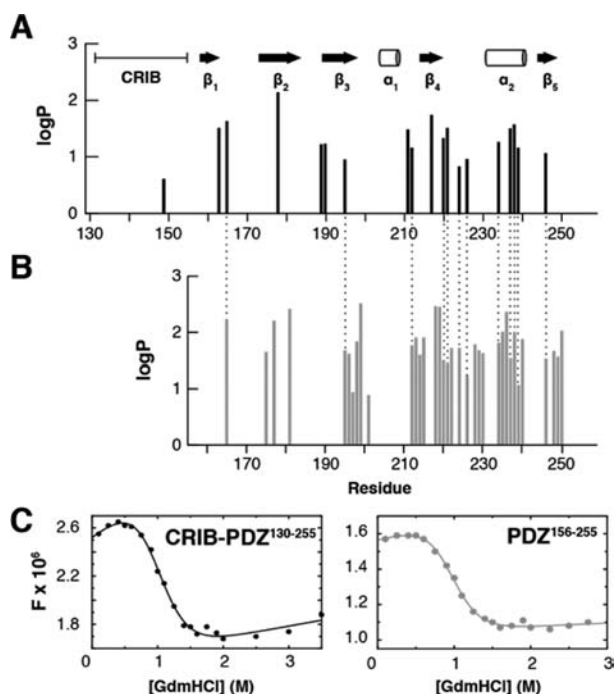 A
3
2
1
0
logP
CRIB
β1
β2
β3
α1
β4
α2
β5
130 150 170 190 210 230 250
B
3
2
1
0
logP
170 190 210 230 250
Residue
C
CRIB-PDZ130-255
2.6
2.2
1.8
F x 10⁶
0 1 2 3
[GdmHCl] (M)
PDZ156-255
1.6
1.4
1.2
1.0
0 1 2 3
[GdmHCl] (M)